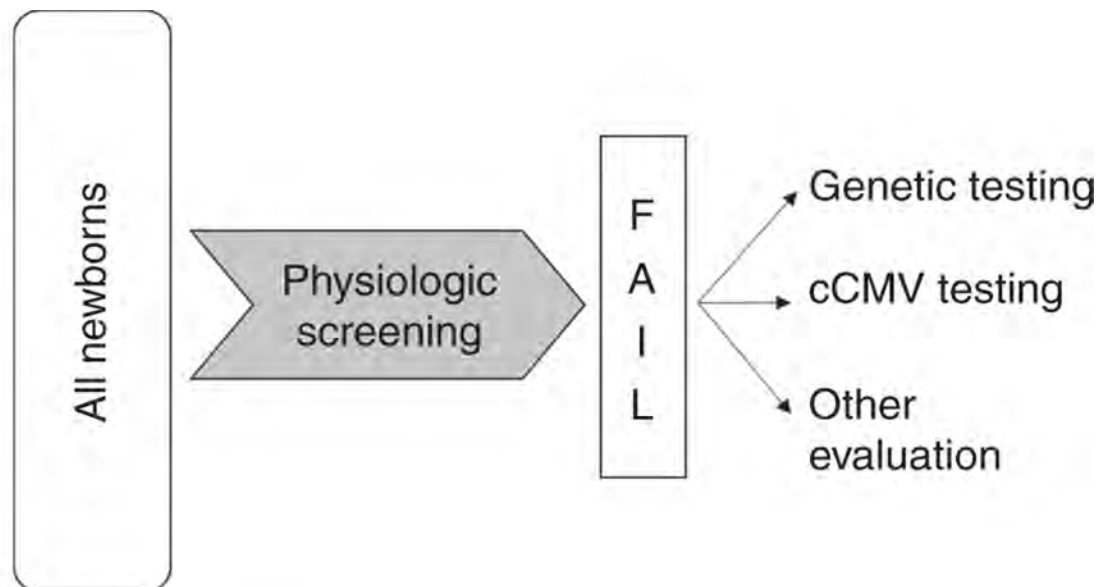 All newborns
Physiologic
screening
F
A
I
L
Genetic testing
cCMV testing
Other
evaluation